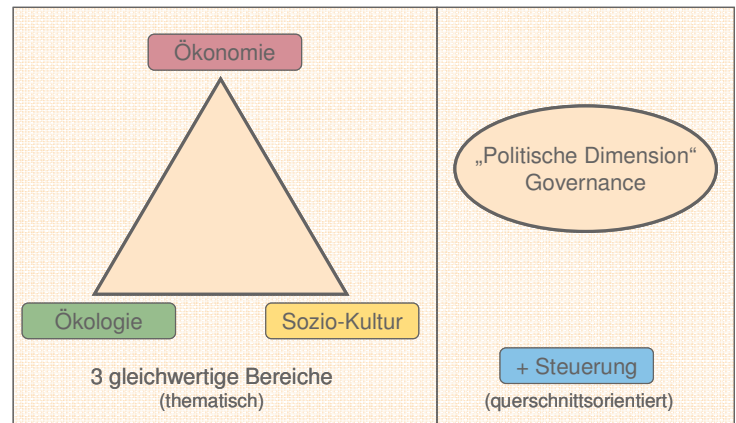 Ökonomie
Ökologie
Sozio-Kultur
3 gleichwertige Bereiche
(thematisch)
„Politische Dimension“
Governance
+ Steuerung
(querschnittsorientiert)